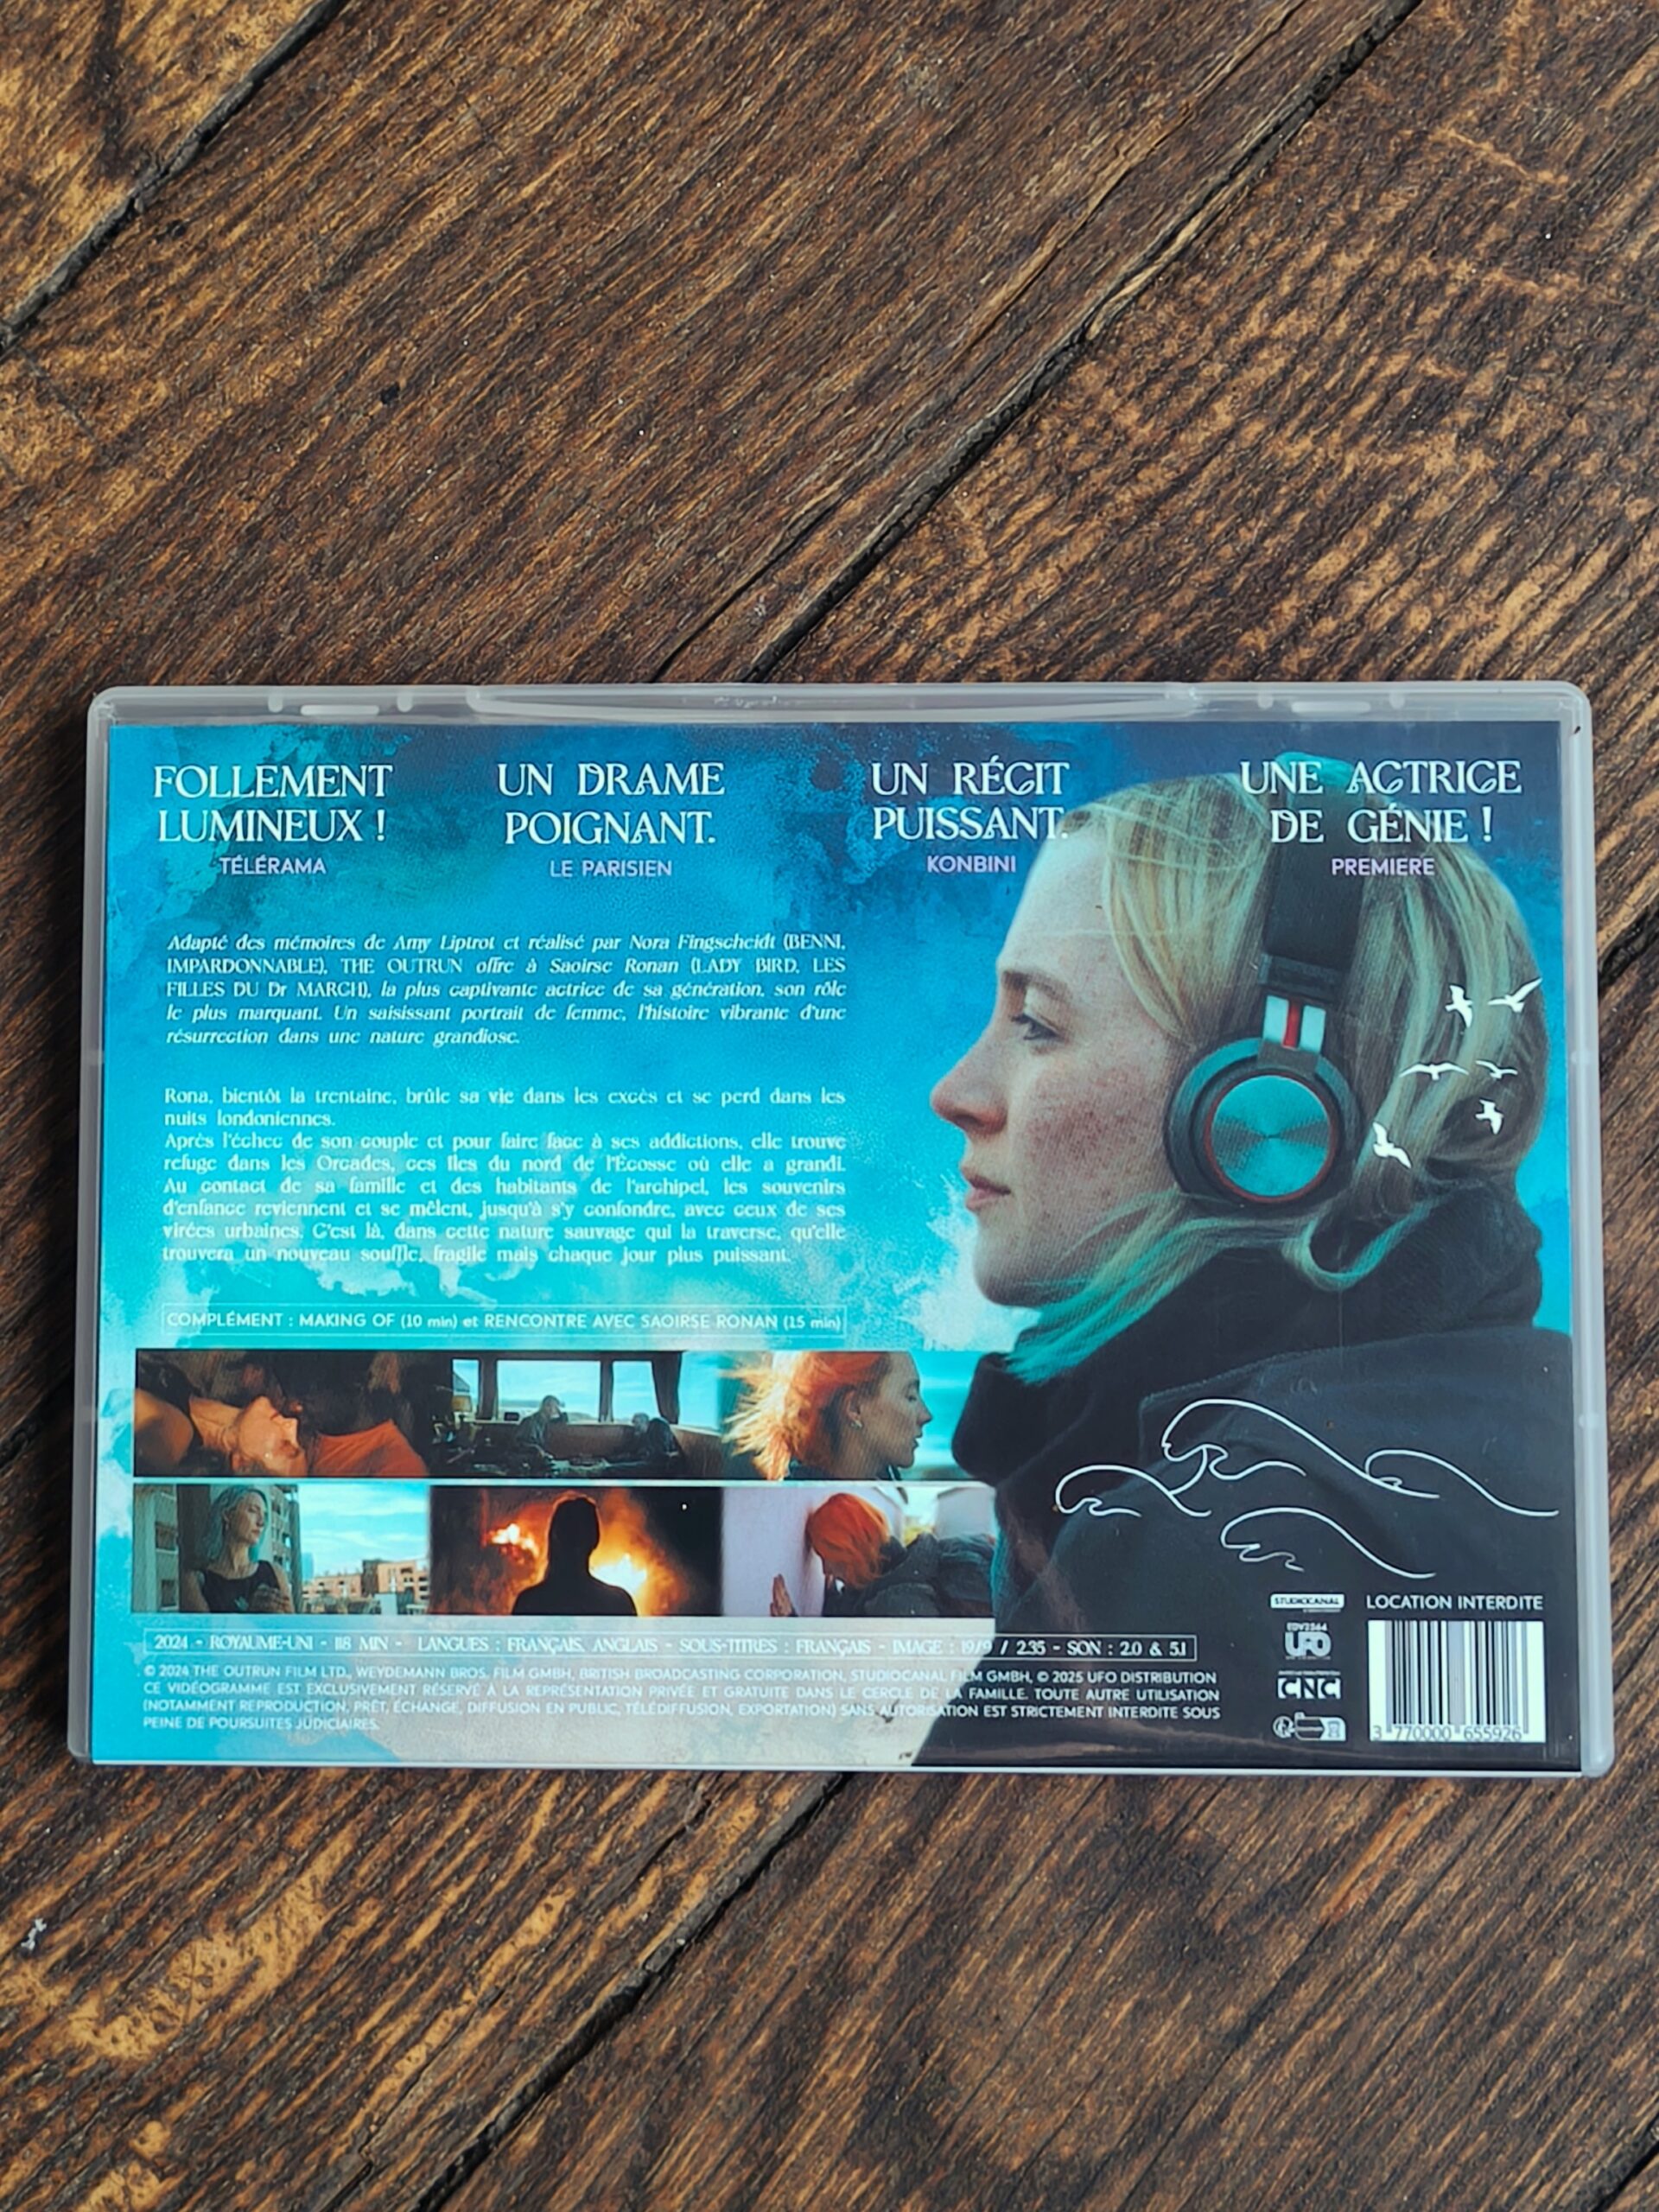 FOLLEMENT
LUMINEUX !
TÉLÉRAMA
UN DRAME
POIGNANT.
LE PARISIEN
UN RÉCIT
PUISSANT.
KONBINI
UNE ACTRICE
DE GÉNIE !
PREMIERE
Adapté des mémoires de Amy Liptrot et réalisé par Nora Fingscheidt (BENNI,
IMPARDONNABLE), THE OUTRUN offre à Saoirse Ronan (LADY BIRD, LES
FILLES DU Dr MARCH), la plus captivante actrice de sa génération, son rôle
le plus marquant. Un saisissant portrait de femme, l'histoire vibrante d'une
résurrection dans une nature grandiose.
Rona, bientôt la trentaine, brûle sa vie dans les excès et se perd dans les
nuits londoniennes.
Après l'échec de son couple et pour faire face à ses addictions, elle trouve
refuge dans les Orcades, ces îles du nord de l'Écosse où elle a grandi.
Au contact de sa famille et des habitants de l'archipel, les souvenirs
d'enfance reviennent et se mêlent, jusqu'à s'y confondre, avec ceux de ses
virées urbaines. C'est là, dans cette nature sauvage qui la traverse, qu'elle
trouvera un nouveau souffle, fragile mais chaque jour plus puissant.
COMPLÉMENT : MAKING OF (10 min) et RENCONTRE AVEC SAOIRSE RONAN (15 min)
2024 - ROYAUME-UNI - 118 MIN - LANGUES : FRANÇAIS, ANGLAIS - SOUS-TITRES : FRANÇAIS - IMAGE : 19/9 / 2.35 - SON : 2.0 & 5.1
© 2024 THE OUTRUN FILM LTD., WEYDEMANN BROS. FILM GMBH, BRITISH BROADCASTING CORPORATION, STUDIOCANAL FILM GMBH, © 2025 UFO DISTRIBUTION
CE VIDÉOGRAMME EST EXCLUSIVEMENT RÉSERVÉ À LA REPRÉSENTATION PRIVÉE ET GRATUITE DANS LE CERCLE DE LA FAMILLE. TOUTE AUTRE UTILISATION
(NOTAMMENT REPRODUCTION, PRÊT, ÉCHANGE, DIFFUSION EN PUBLIC, TÉLÉDIFFUSION, EXPORTATION) SANS AUTORISATION EST STRICTEMENT INTERDITE SOUS
PEINE DE POURSUITES JUDICIAIRES.
STUDIOCANAL
EDV2564
UFO
CNC
LOCATION INTERDITE
3 770000 655926